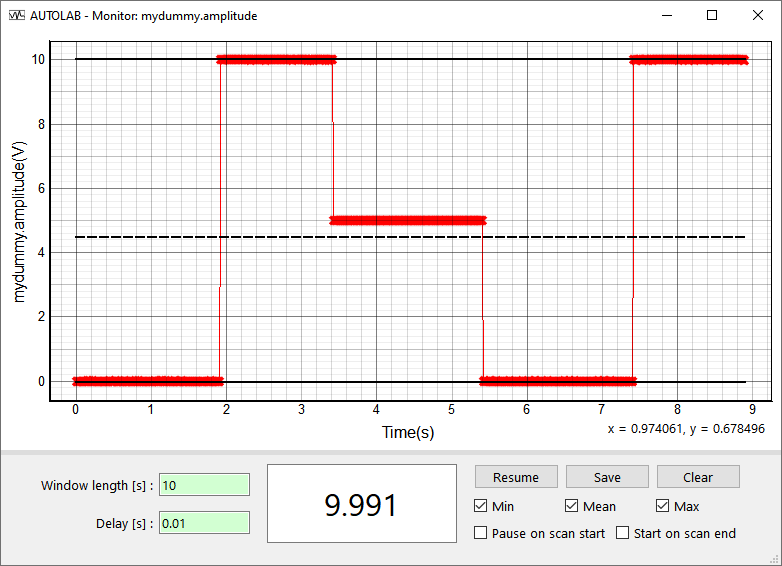 AUTOLAB - Monitor: mydummy.amplitude
mydummy.amplitude(V)
10
8
6
4
2
0
0 1 2 3 4 5 6 7 8 9
Time(s)
x = 0.974061, y = 0.678496
Window length [s] : 10
Delay [s] : 0.01
9.991
Resume Save Clear
Min Mean Max
Pause on scan start Start on scan end